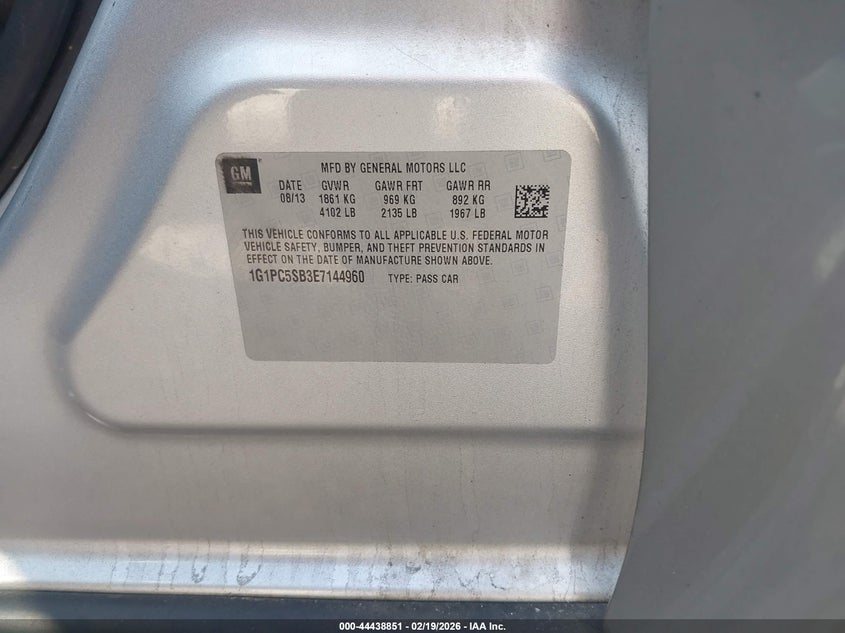 GM
MFD BY GENERAL MOTORS LLC
DATE GVWR GAWR FRT GAWR RR
08/13 1861 KG 969 KG 892 KG
4102 LB 2135 LB 1967 LB
THIS VEHICLE CONFORMS TO ALL APPLICABLE U.S. FEDERAL MOTOR
VEHICLE SAFETY, BUMPER, AND THEFT PREVENTION STANDARDS IN
EFFECT ON THE DATE OF MANUFACTURE SHOWN ABOVE.
1G1PC5SB3E7144960 TYPE: PASS CAR
000-44438851 - 02/19/2026 - IAA Inc.